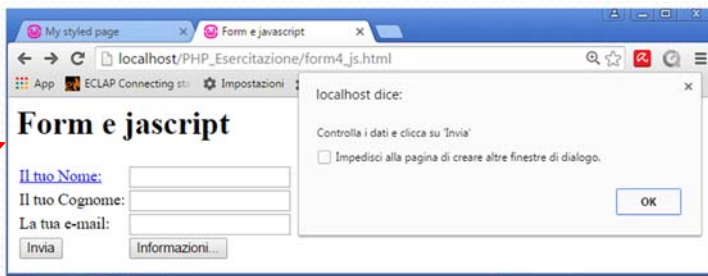 My styled page
Form e javascript
localhost/PHP_Esercitazione/form4_js.html
App
ECLAP Connecting
Impostazioni
localhost dice:
Controlla i dati e clicca su 'Invia'
Impedisci alla pagina di creare altre finestre di dialogo.
OK
Form e jascript
Il tuo Nome:
Il tuo Cognome:
La tua e-mail:
Invia
Informazioni...